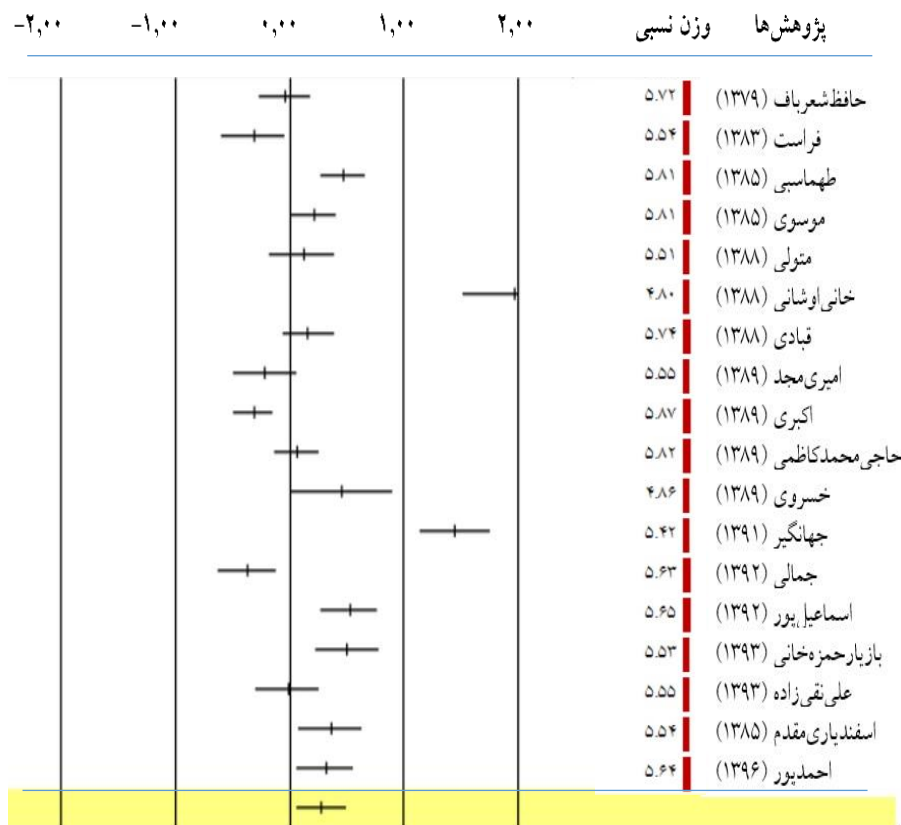 پژوهش‌ها وزن نسبی -۲,۰۰ -۱,۰۰ ۰,۰۰ ۱,۰۰ ۲,۰۰
حافظ‌شعرباف (۱۳۷۹) ۵.۷۲
فراست (۱۳۸۳) ۵.۵۴
طهماسبی (۱۳۸۵) ۵.۸۱
موسوی (۱۳۸۵) ۵.۸۱
متولی (۱۳۸۸) ۵.۵۱
خانی‌اوشانی (۱۳۸۸) ۴.۸۰
قبادی (۱۳۸۸) ۵.۷۴
امیری‌مجد (۱۳۸۹) ۵.۵۵
اکبری (۱۳۸۹) ۵.۸۷
حاجی‌محمدکاظمی (۱۳۸۹) ۵.۸۲
خسروی (۱۳۸۹) ۴.۸۶
جهانگیر (۱۳۹۱) ۵.۴۲
جمالی (۱۳۹۲) ۵.۶۳
اسماعیل‌پور (۱۳۹۲) ۵.۶۵
بازیارحمزه‌خانی (۱۳۹۳) ۵.۵۳
علی‌نقی‌زاده (۱۳۹۳) ۵.۵۵
اسفندیاری‌مقدم (۱۳۸۵) ۵.۵۴
احمدپور (۱۳۹۶) ۵.۶۴